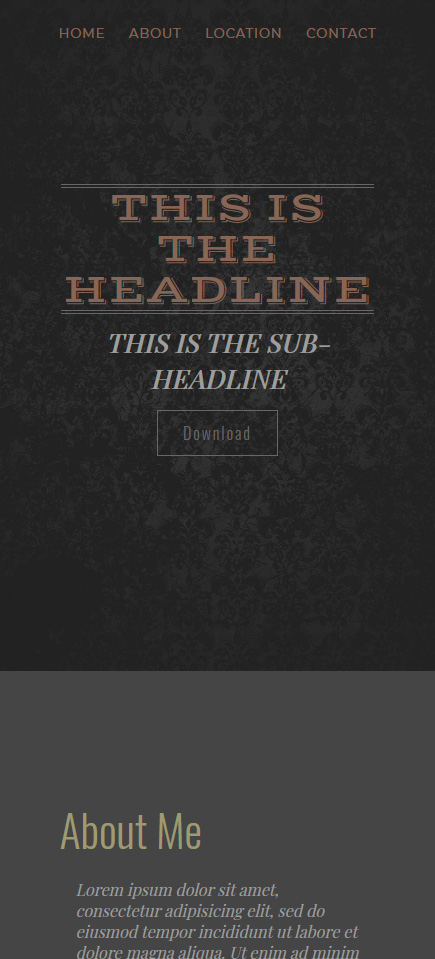 HOME ABOUT LOCATION CONTACT
THIS IS
THE
HEADLINE
THIS IS THE SUB-
HEADLINE
Download
About Me
Lorem ipsum dolor sit amet,
consectetur adipisicing elit, sed do
eiusmod tempor incididunt ut labore et
dolore magna aliqua. Ut enim ad minim